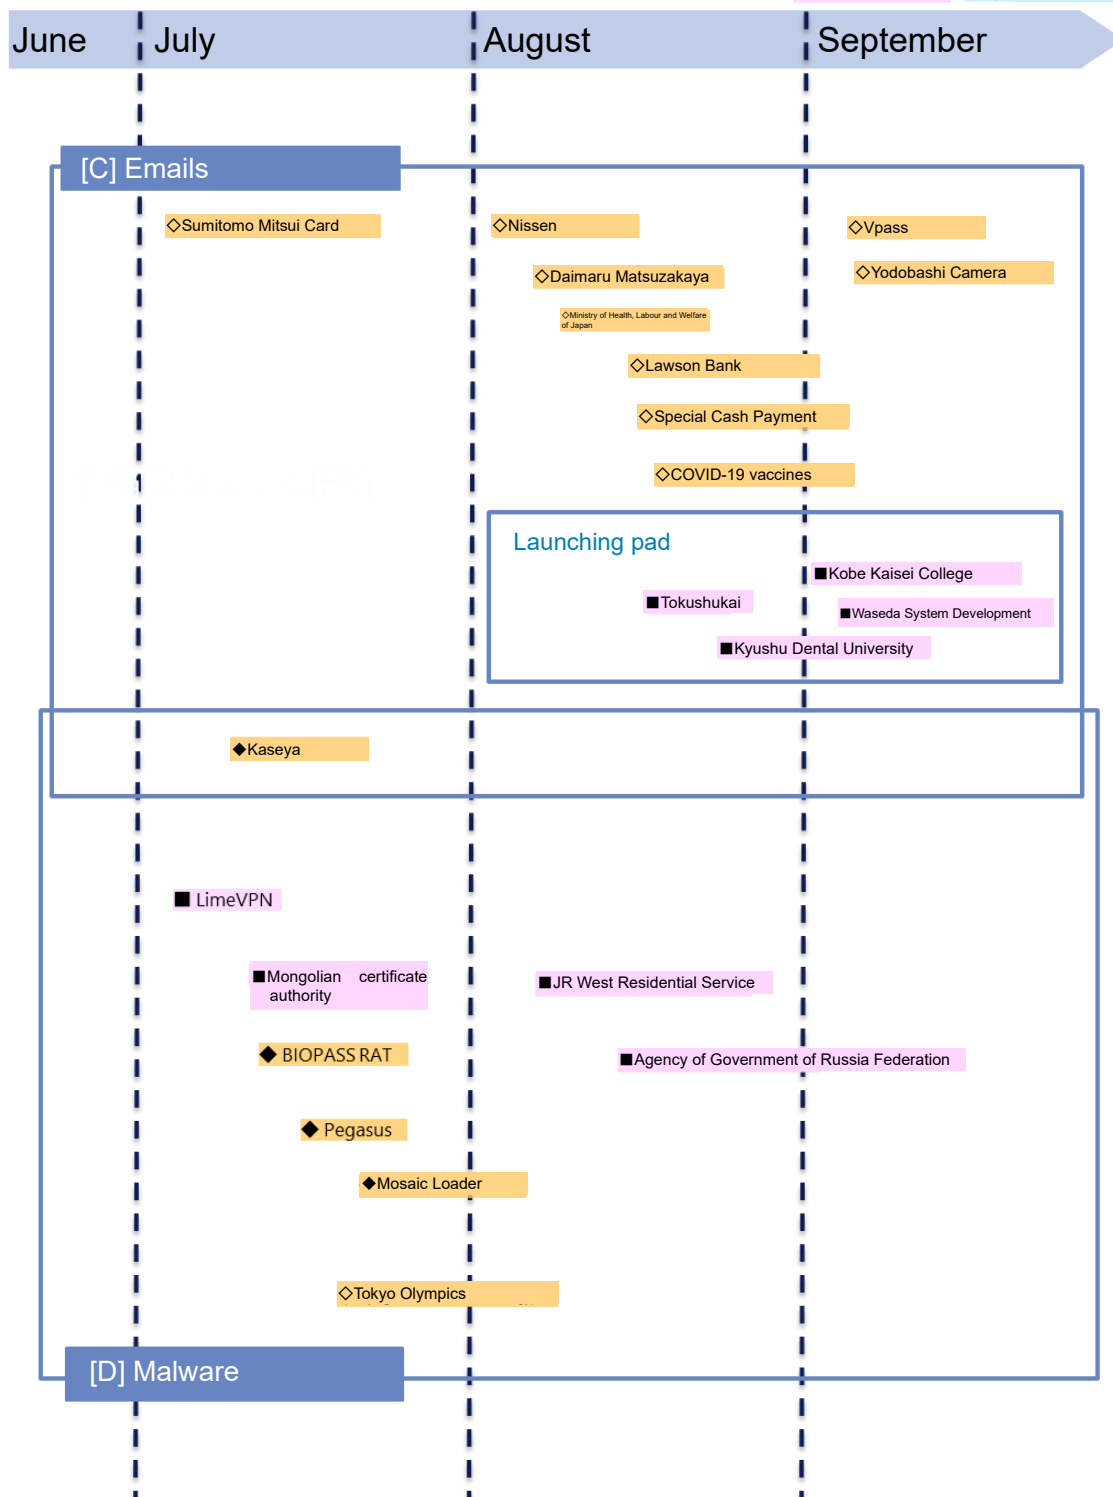 June July August September
[C] Emails
◇Sumitomo Mitsui Card
◇Nissen
◇Vpass
◇Daimaru Matsuzakaya
◇Yodobashi Camera
◇Ministry of Health, Labour and Welfare
of Japan
◇Lawson Bank
◇Special Cash Payment
◇COVID-19 vaccines
Launching pad
■Kobe Kaisei College
■Tokushukai
■Waseda System Development
■Kyushu Dental University
◆Kaseya
■ LimeVPN
■Mongolian certificate
authority
■JR West Residential Service
◆ BIOPASS RAT
■Agency of Government of Russia Federation
◆ Pegasus
◆Mosaic Loader
◇Tokyo Olympics
[D] Malware